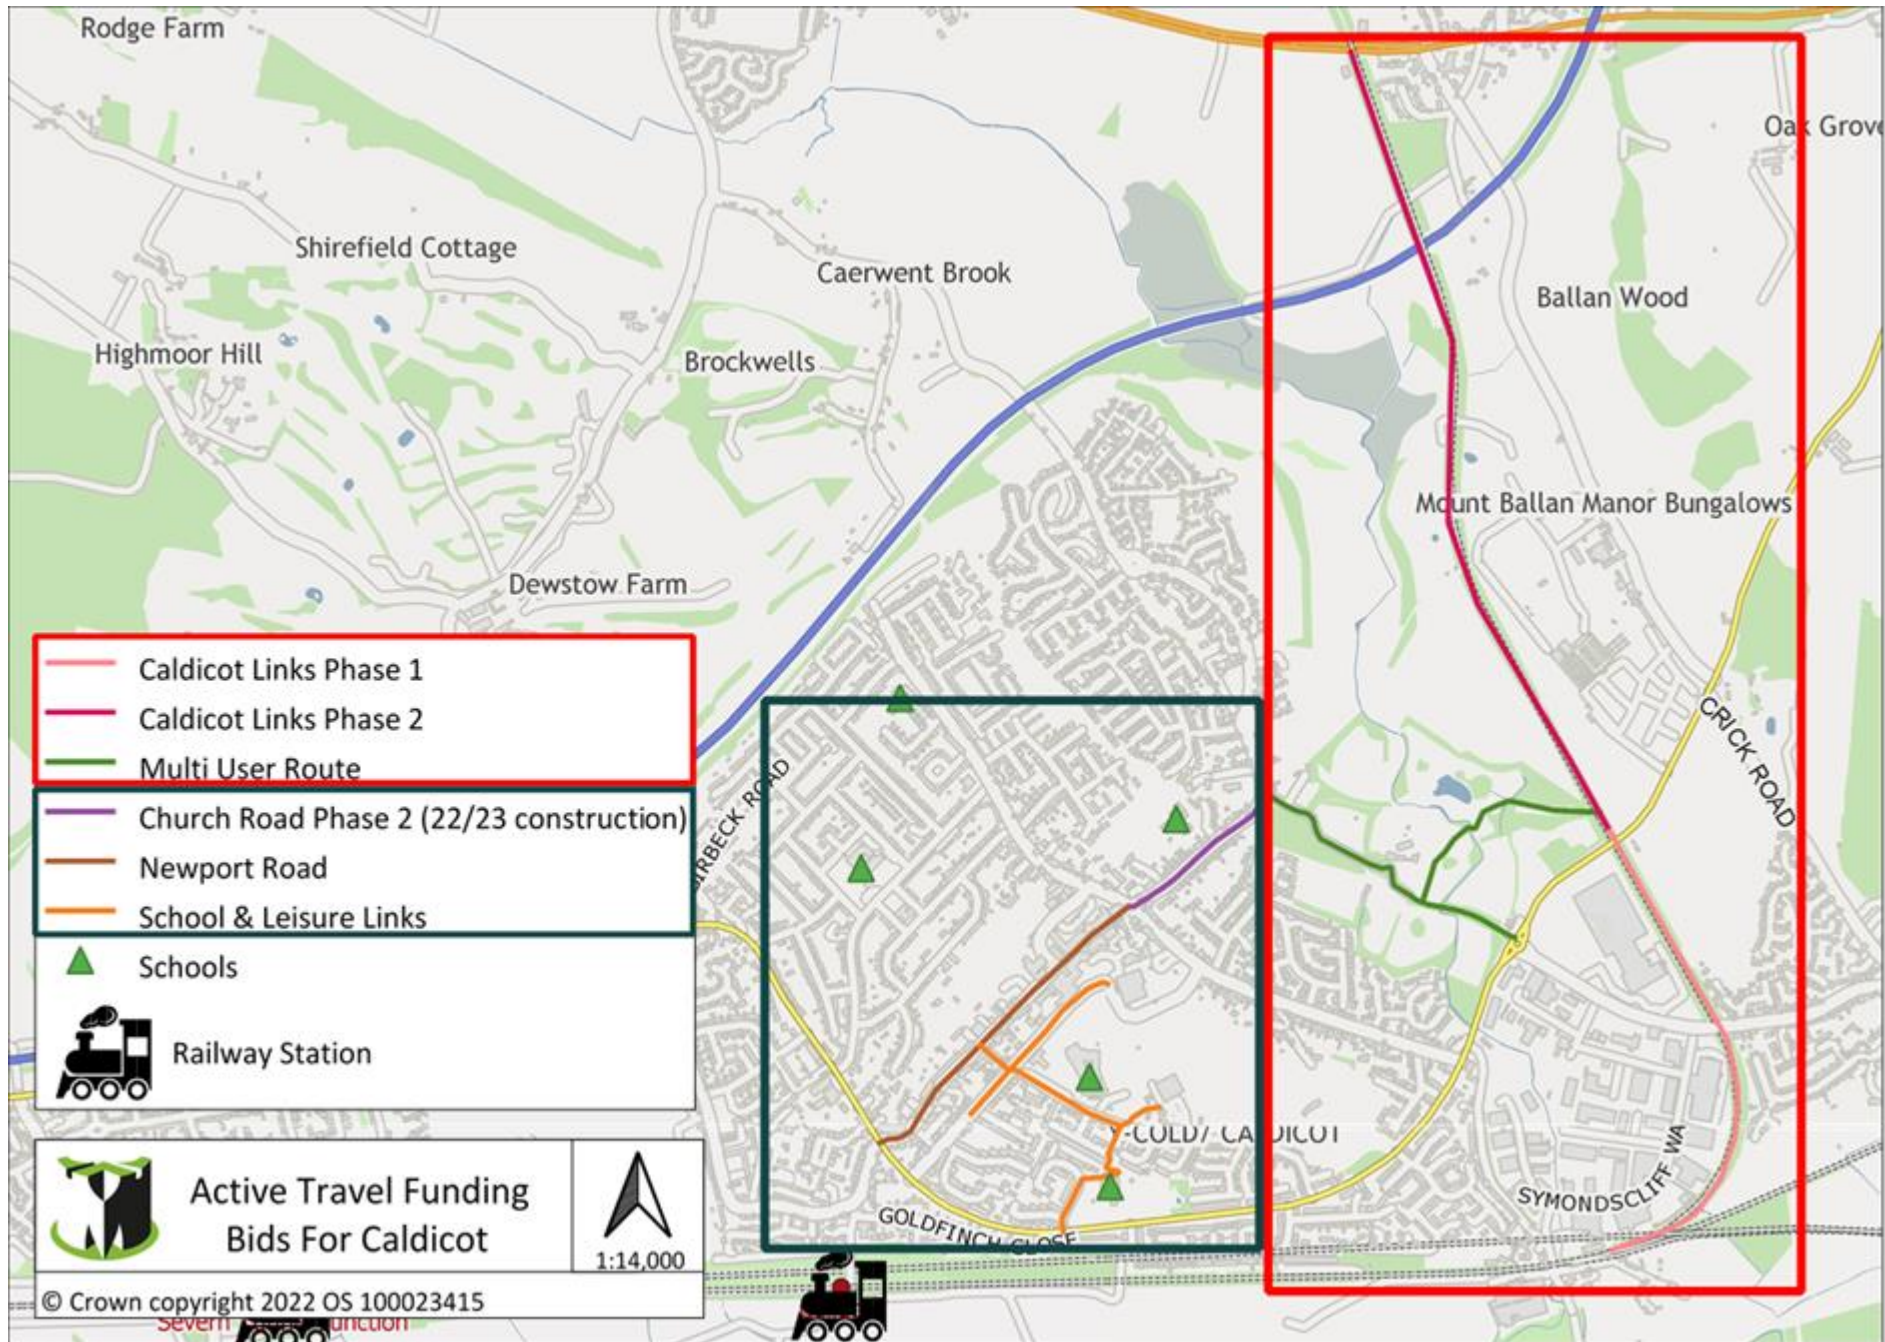 Rodge Farm
Oak Grove
Shirefield Cottage
Caerwent Brook
Ballan Wood
Highmoor Hill
Brockwells
Mount Ballan Manor Bungalows
Dewstow Farm
Caldicot Links Phase 1
Caldicot Links Phase 2
Multi User Route
Church Road Phase 2 (22/23 construction)
Newport Road
School & Leisure Links
Schools
Railway Station
ROAD
CRICK ROAD
CALDICOT
SYMONDSCLIFF WA
GOLDFINCH CLOSE
Active Travel Funding
Bids For Caldicot
1:14,000
© Crown copyright 2022 OS 100023415
Severn